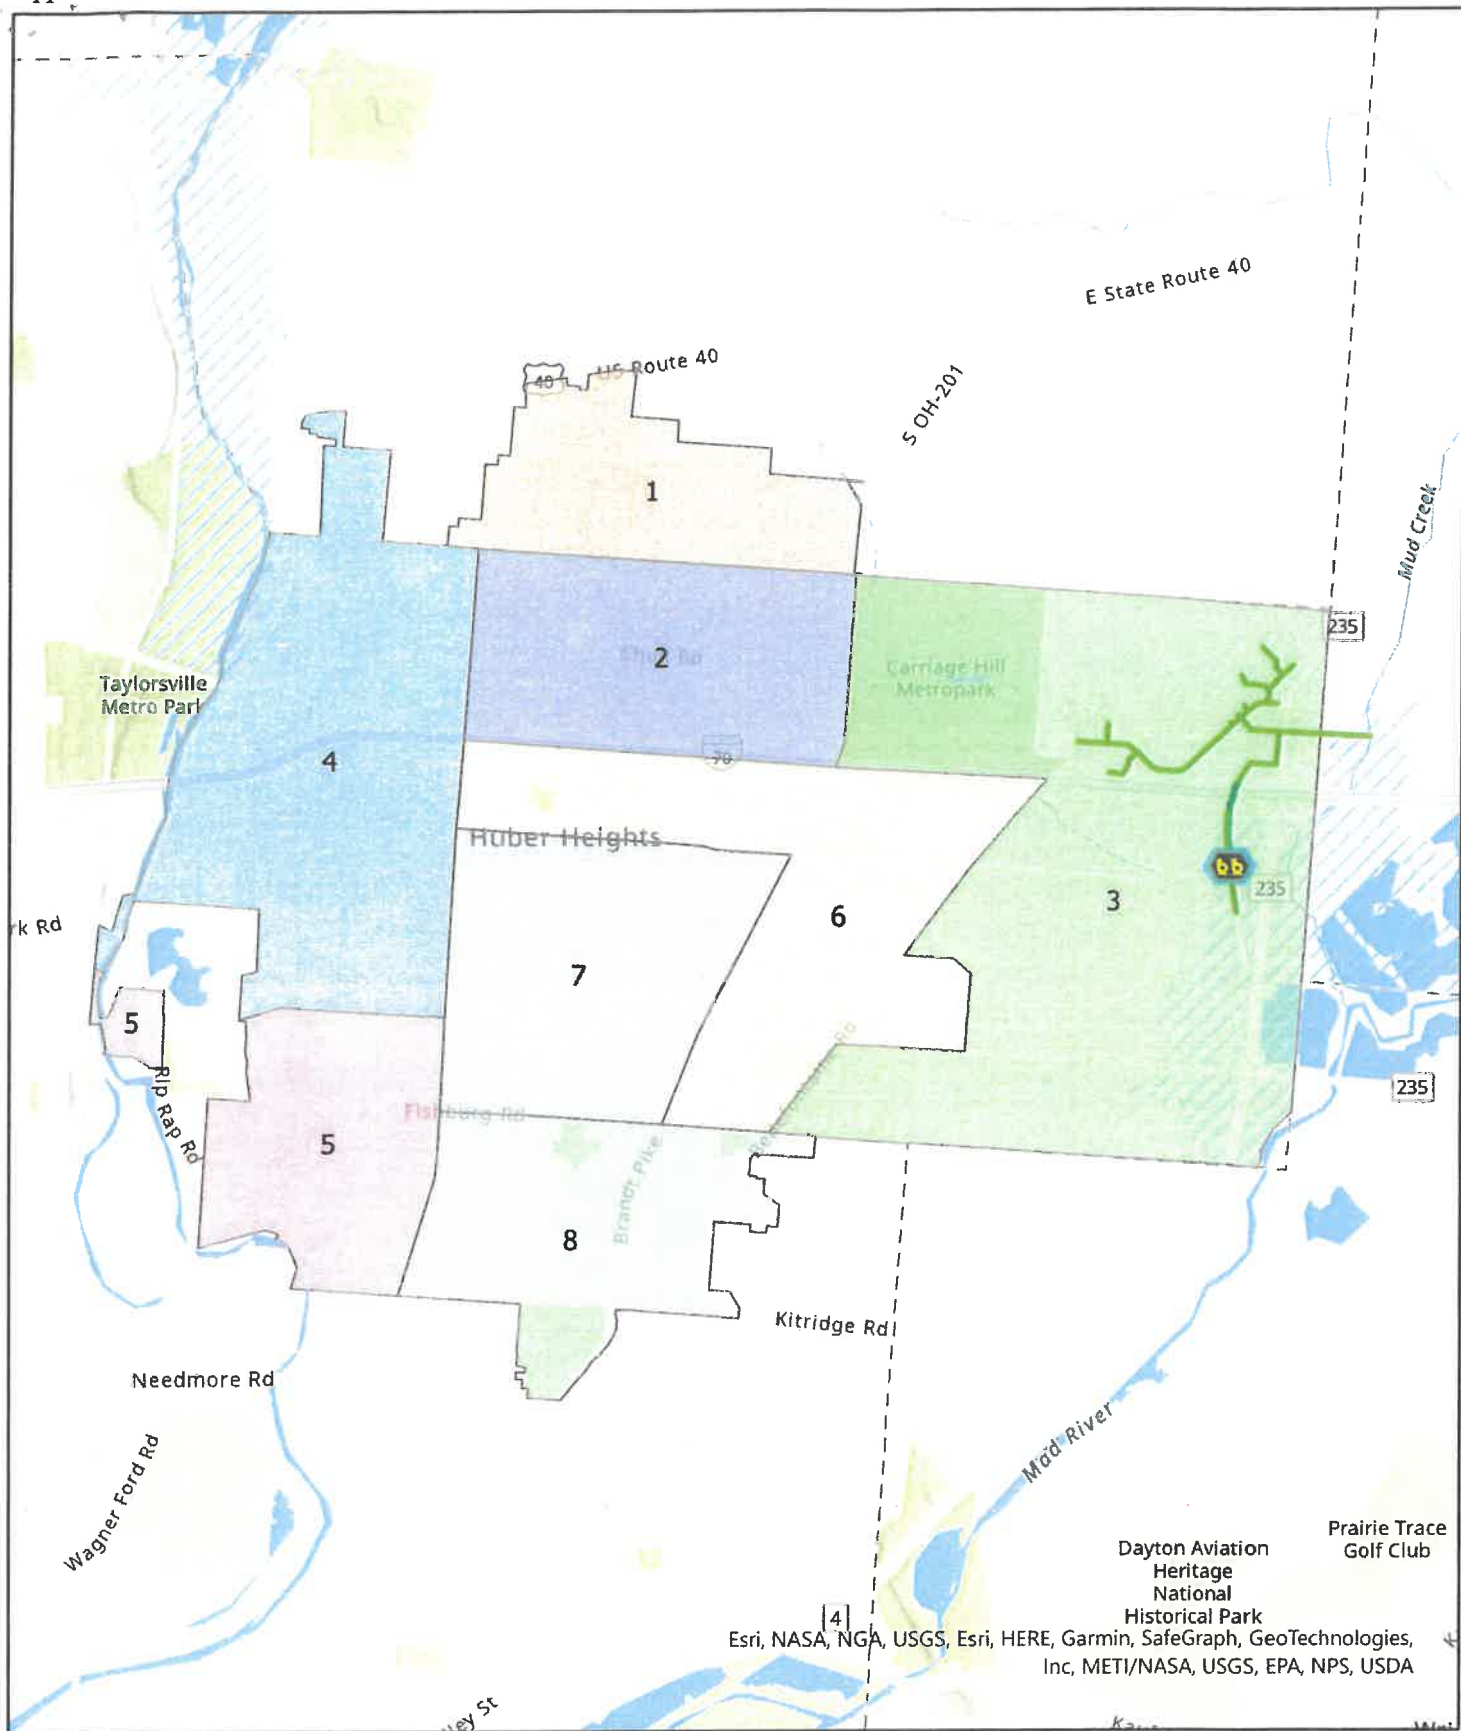 E State Route 40
40
US Route 40
S OH-201
1
Mud Creek
235
2
Carriage Hill
Metropark
Taylorsville
Metro Park
4
70
Huber Heights
66
235
3
6
rk Rd
7
5
235
Rip Rap Rd
Fishburg Rd
5
Brandt Pike
8
Kitridge Rd
Needmore Rd
Mad River
Wagner Ford Rd
Prairie Trace
Golf Club
Dayton Aviation
Heritage
National
Historical Park
4
Esri, NASA, NGA, USGS, Esri, HERE, Garmin, SafeGraph, GeoTechnologies,
Inc, METI/NASA, USGS, EPA, NPS, USDA
ey St